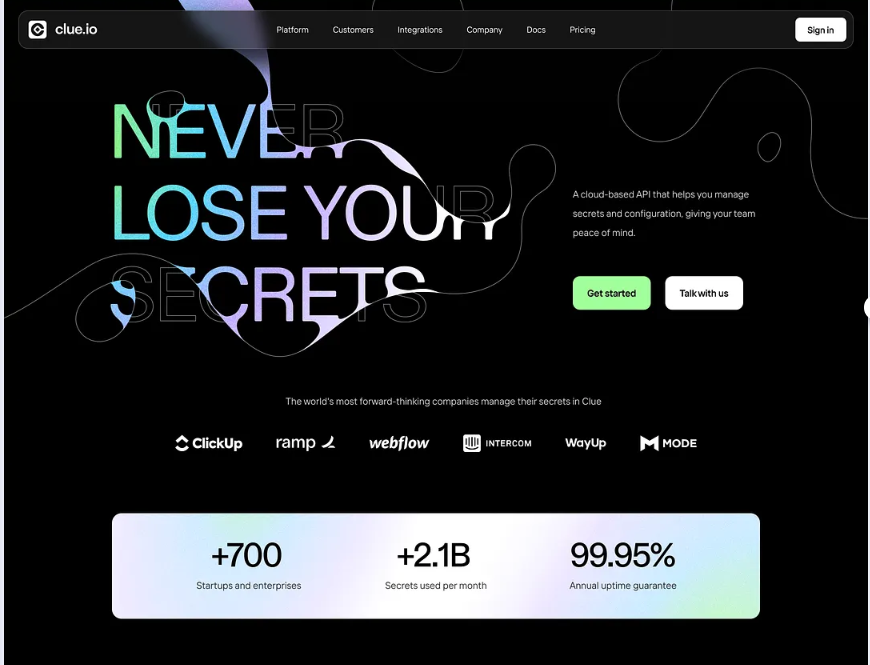 clue.io
Platform
Customers
Integrations
Company
Docs
Pricing
Sign in
NEVER
LOSE YOUR
SECRETS
A cloud-based API that helps you manage
secrets and configuration, giving your team
peace of mind.
Get started
Talk with us
The world's most forward-thinking companies manage their secrets in Clue
ClickUp
ramp
webflow
INTERCOM
WayUp
MODE
+700
+2.1B
99.95%
Startups and enterprises
Secrets used per month
Annual uptime guarantee